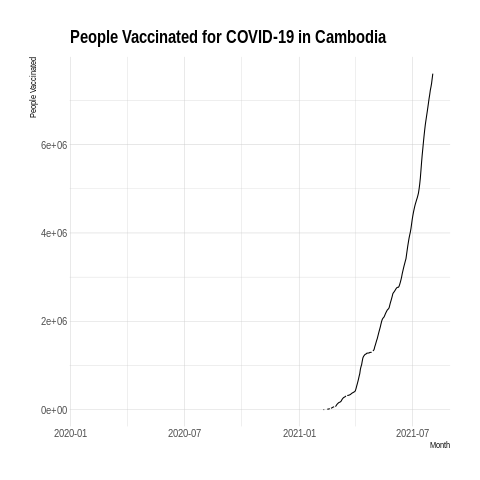 People Vaccinated for COVID-19 in Cambodia
People Vaccinated
6e+06
4e+06
2e+06
0e+00
2020-01 2020-07 2021-01 2021-07
Month